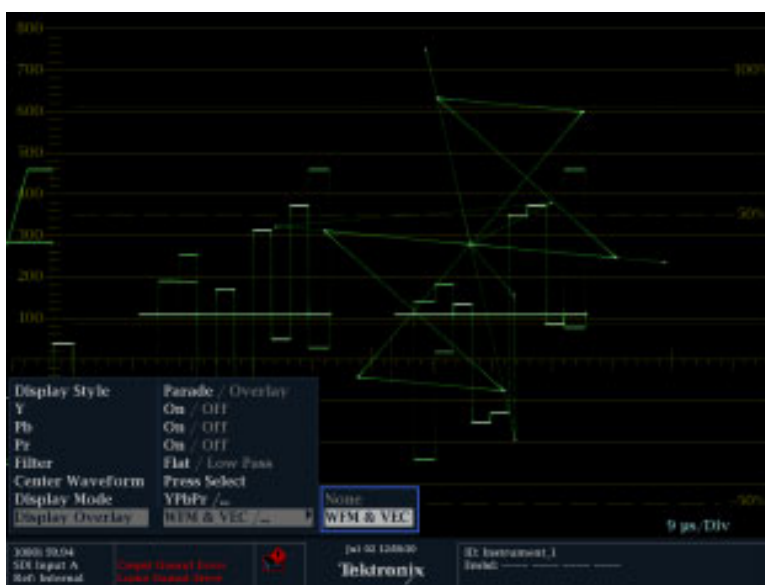 800
700
100%
600
500
400
50%
300
200
100
Display Style Parade / Overlay
Y On / Off
Pb On / Off
Pr On / Off
Filter Flat / Low Pass
Center Waveform Press Select
Display Mode YPbPr /...
Display Overlay WFM & VEC /...
None
WFM & VEC
-50%
9 µs/Div
1080i 59.94
SDI Input A
Ref: Internal
Tektronix
ID: Instrument_1